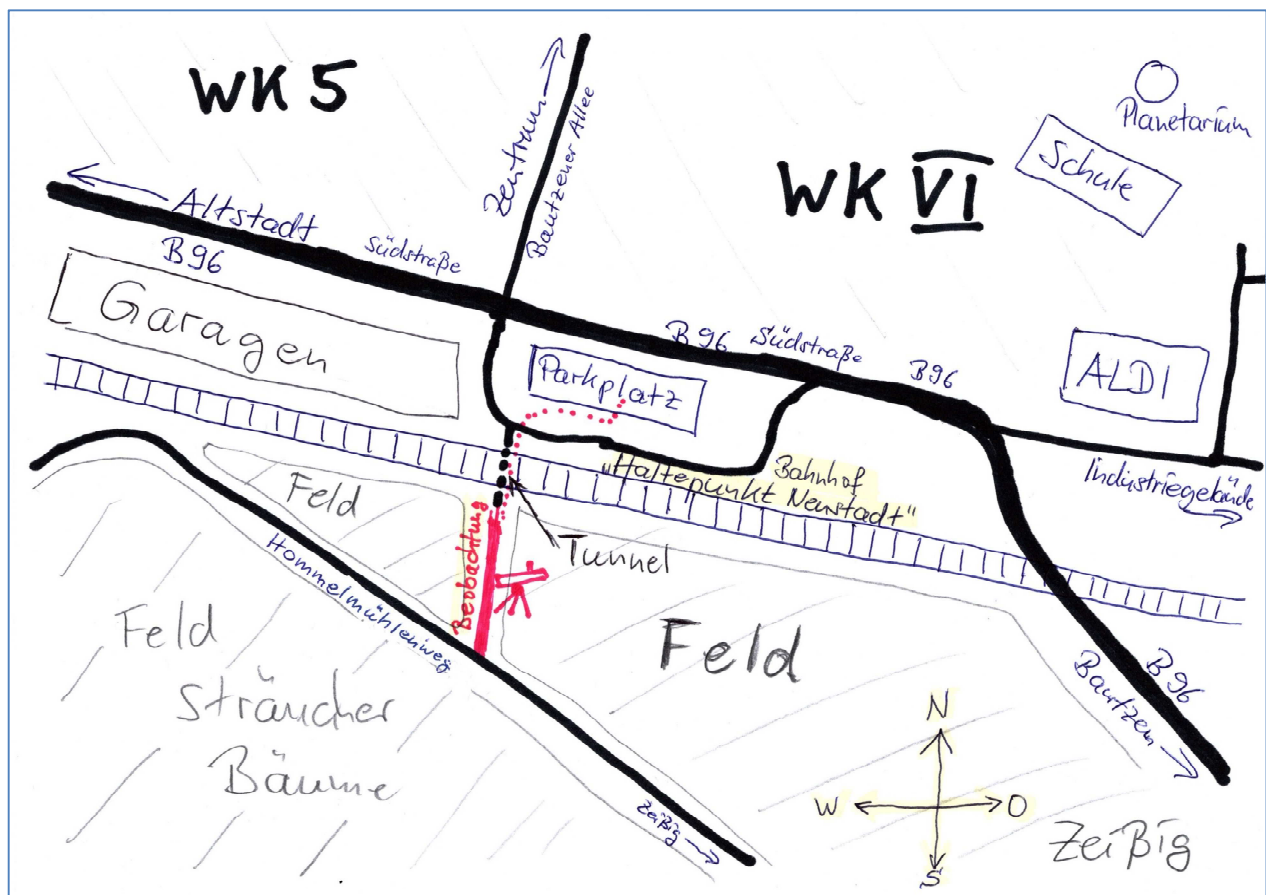 WK 5
Zentrum
Bautzener Allee
Planetarium
Schule
WK VI
Altstadt
B96
Südstraße
Garagen
B96
Südstraße
B96
Parkplatz
ALDI
Bahnhof
„Haltepunkt Neustadt"
Industriegelände
Feld
Beobachtung
Tunnel
Hommelmühlenweg
Feld
Sträucher
Bäume
Feld
B96
Bautzen
N
W
O
S
Zeißig
Zeißig